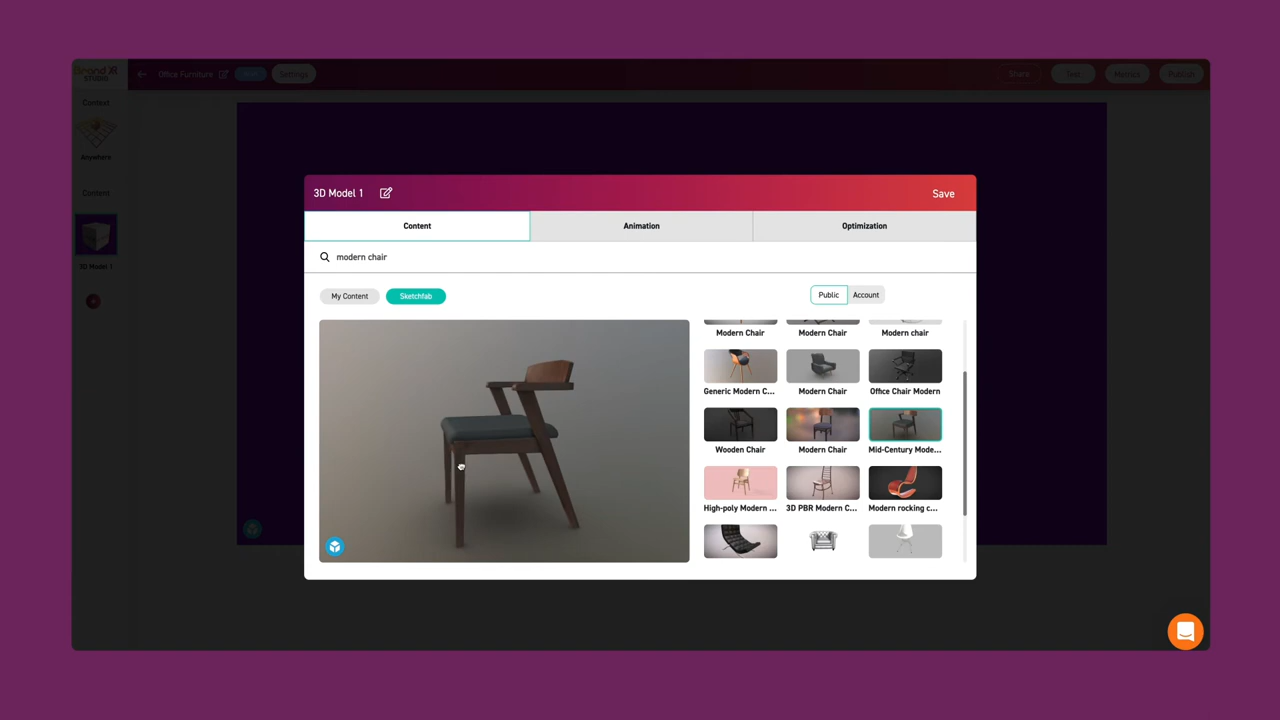 STUDIO
Office Furniture
Settings
Share
Test
Metrics
Publish
Context
Anywhere
Content
3D Model 1
3D Model 1
Save
Content
Animation
Optimization
modern chair
My Content
Sketchfab
Public
Account
Modern Chair
Modern Chair
Modern chair
Generic Modern C...
Modern Chair
Office Chair Modern
Wooden Chair
Modern Chair
Mid-Century Mode...
High-poly Modern ...
3D PBR Modern C...
Modern rocking c...